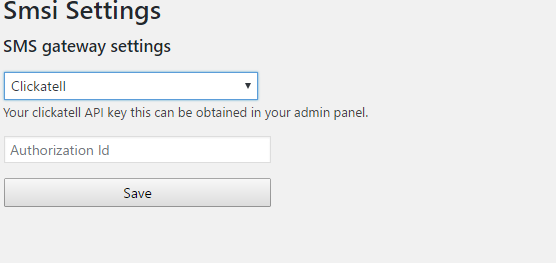 Smsi Settings
SMS gateway settings
Clickatell
Your clickatell API key this can be obtained in your admin panel.
Authorization Id
Save